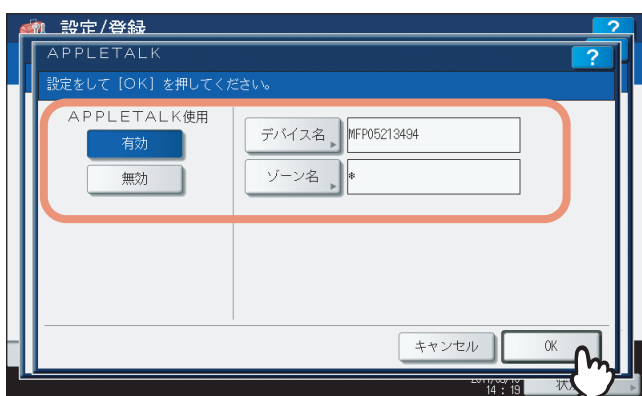 設定/登録
?
APPLETALK
?
設定をして [OK] を押してください。
APPLETALK使用
有効
無効
デバイス名
MFP05213494
ゾーン名
*
キャンセル
OK
14:19